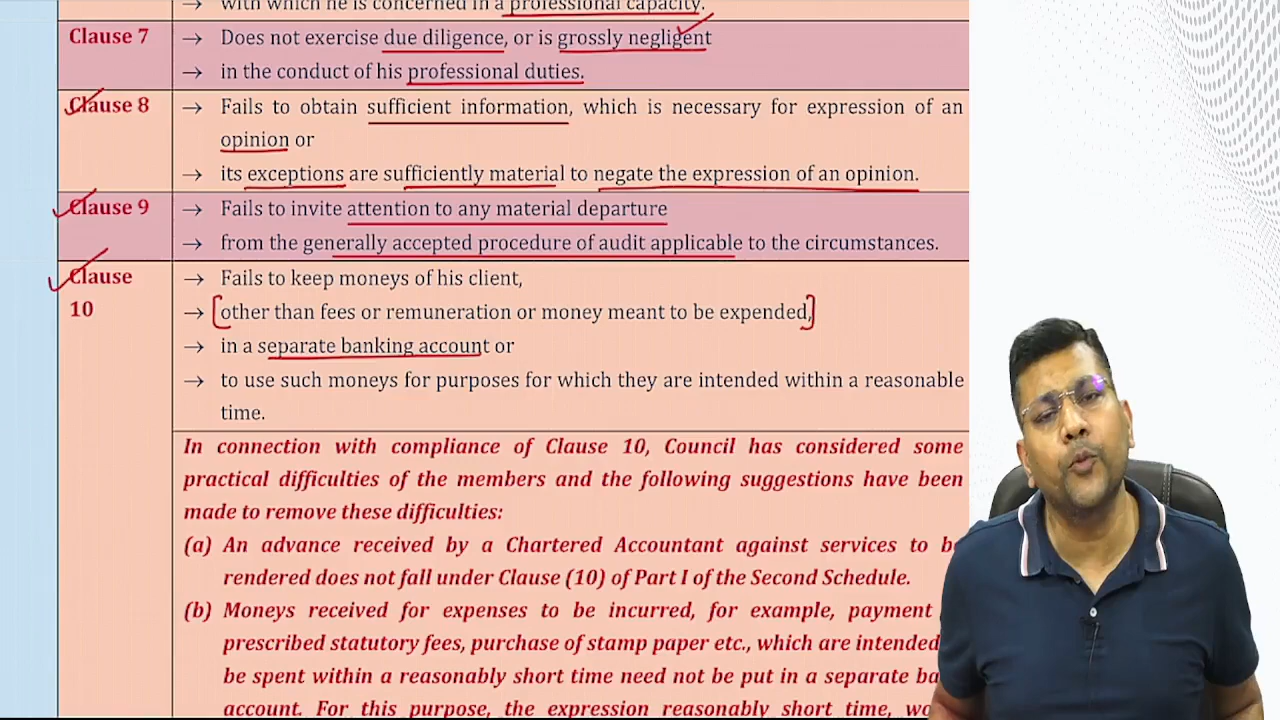 with which he is concerned in a professional capacity.
Clause 7
→ Does not exercise due diligence, or is grossly negligent
→ in the conduct of his professional duties.
Clause 8
→ Fails to obtain sufficient information, which is necessary for expression of an
opinion or
→ its exceptions are sufficiently material to negate the expression of an opinion.
Clause 9
→ Fails to invite attention to any material departure
→ from the generally accepted procedure of audit applicable to the circumstances.
Clause
10
→ Fails to keep moneys of his client,
→ [other than fees or remuneration or money meant to be expended,]
→ in a separate banking account or
→ to use such moneys for purposes for which they are intended within a reasonable
time.
In connection with compliance of Clause 10, Council has considered some
practical difficulties of the members and the following suggestions have been
made to remove these difficulties:
(a) An advance received by a Chartered Accountant against services to be
rendered does not fall under Clause (10) of Part I of the Second Schedule.
(b) Moneys received for expenses to be incurred, for example, payment
prescribed statutory fees, purchase of stamp paper etc., which are intended
be spent within a reasonably short time need not be put in a separate
account. For this purpose, the expression reasonably short time,